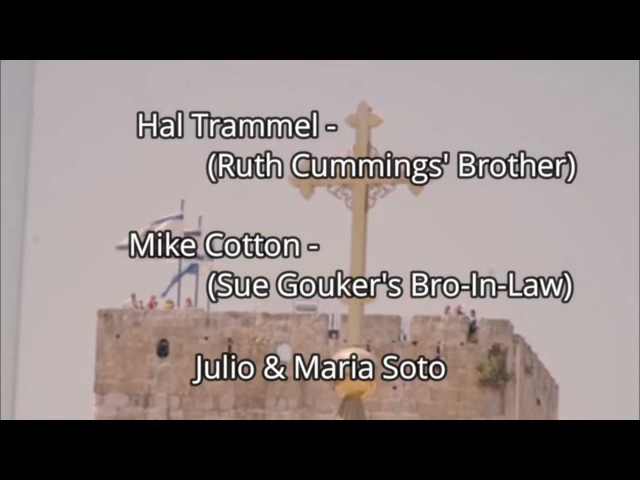 Hal Trammel -
(Ruth Cummings' Brother)
Mike Cotton -
(Sue Gouker's Bro-In-Law)
Julio & Maria Soto